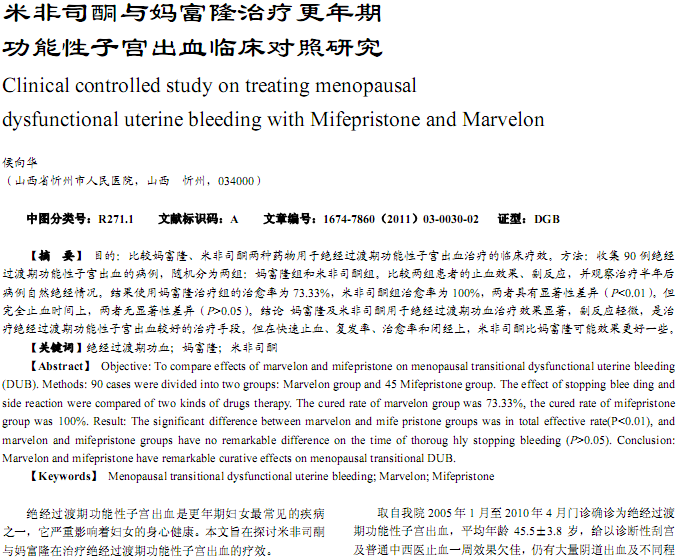 米非司酮与妈富隆治疗更年期
功能性子宫出血临床对照研究
Clinical controlled study on treating menopausal
dysfunctional uterine bleeding with Mifepristone and Marvelon
侯向华
（山西省忻州市人民医院，山西 忻州，034000）
中图分类号：R271.1 文献标识码：A 文章编号：1674-7860（2011）03-0030-02 证型：DGB
【摘 要】 目的：比较妈富隆、米非司酮两种药物用于绝经过渡期功能性子宫出血治疗的临床疗效。方法：收集 90 例绝经
过渡期功能性子宫出血的病例，随机分为两组：妈富隆组和米非司酮组。比较两组患者的止血效果、副反应，并观察治疗半年后
病例自然绝经情况。结果使用妈富隆治疗组的治愈率为 73.33%，米非司酮组治愈率为 100%，两者具有显著性差异（P<0.01）。但
完全止血时间上，两者无显著性差异（P>0.05）。结论 妈富隆及米非司酮用于绝经过渡期功血治疗效果显著，副反应轻微，是治
疗绝经过渡期功能性子宫出血较好的治疗手段。但在快速止血、复发率、治愈率和闭经上，米非司酮比妈富隆可能效果更好一些。
【关键词】绝经过渡期功血；妈富隆；米非司酮
【Abstract】 Objective: To compare effects of marvelon and mifepristone on menopausal transitional dysfunctional uterine bleeding
(DUB). Methods: 90 cases were divided into two groups: Marvelon group and 45 Mifepristone group. The effect of stopping blee ding and
side reaction were compared of two kinds of drugs therapy. The cured rate of marvelon group was 73.33%, the cured rate of mifepristone
group was 100%. Result: The significant difference between marvelon and mife pristone groups was in total effective rate(P<0.01), and
marvelon and mifepristone groups have no remarkable difference on the time of thoroug hly stopping bleeding (P>0.05). Conclusion:
Marvelon and mifepristone have remarkable curative effects on menopausal transitional DUB.
【Keywords】 Menopausal transitional dysfunctional uterine bleeding; Marvelon; Mifepristone
绝经过渡期功能性子宫出血是更年期妇女最常见的疾病
之一，它严重影响着妇女的身心健康。本文旨在探讨米非司酮
与妈富隆在治疗绝经过渡期功能性子宫出血的疗效。
取自我院 2005 年 1 月至 2010 年 4 月门诊确诊为绝经过渡
期功能性子宫出血，平均年龄 45.5±3.8 岁，给以诊断性刮宫
及普通中西医止血一周效果欠佳，仍有大量阴道出血及不同程